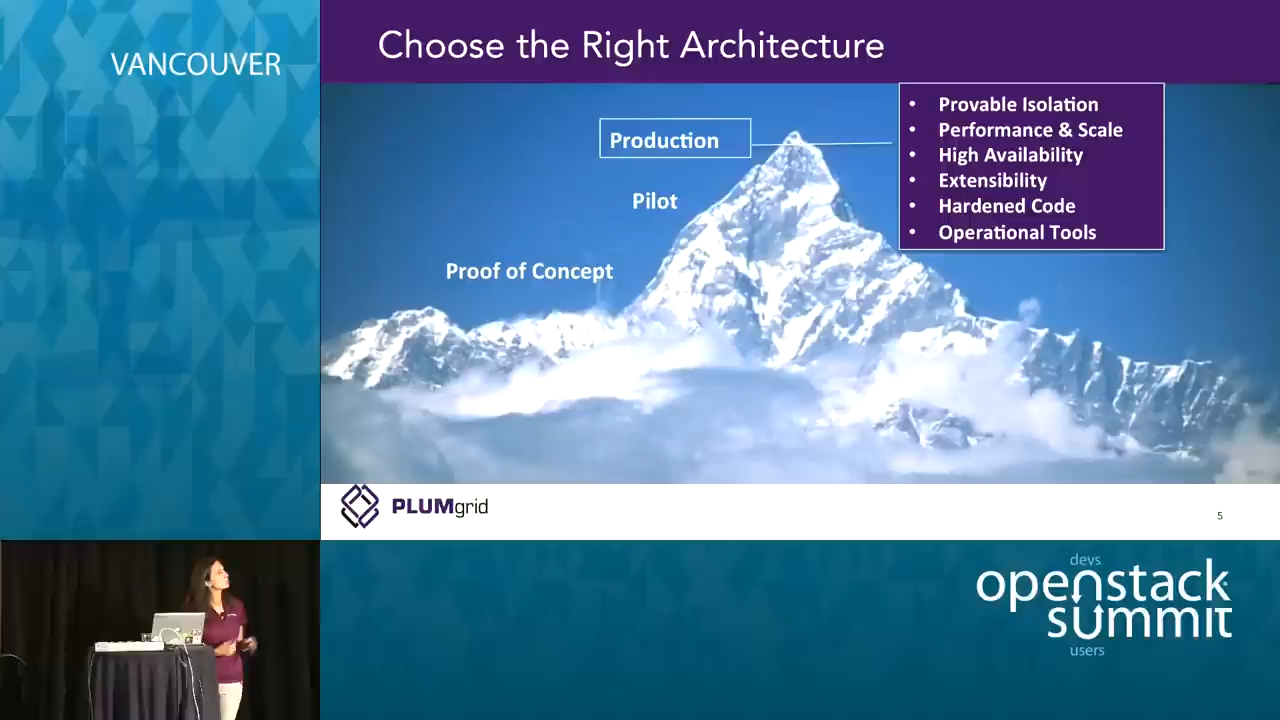 VANCOUVER
Choose the Right Architecture
Production
Pilot
Proof of Concept
• Provable Isolation
• Performance & Scale
• High Availability
• Extensibility
• Hardened Code
• Operational Tools
PLUMgrid
5
devs
openstack
summit
users